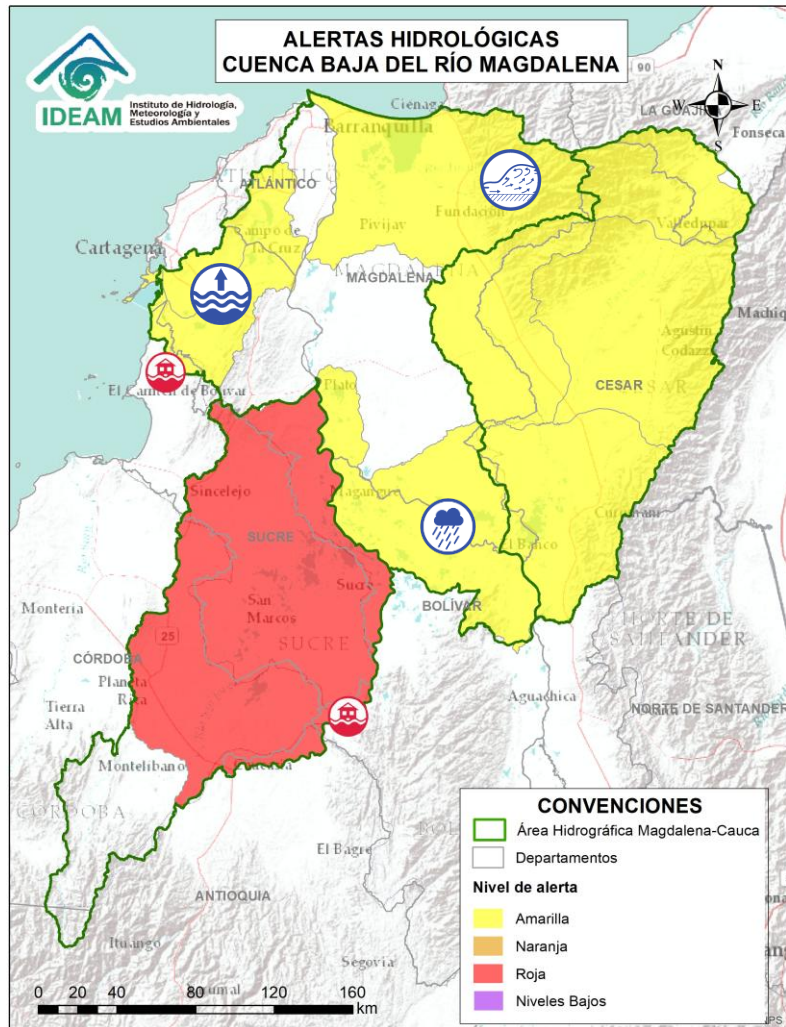 ALERTAS HIDROLÓGICAS
CUENCA BAJA DEL RÍO MAGDALENA
IDEAM
Instituto de Hidrología,
Meteorología y
Estudios Ambientales
N
W
E
S
90
Ciénaga
LA GUAJI
Fonseca
Barranquilla
ATLÁNTICO
Fundación
Pivijay
Valledupar
Campo de
la Cruz
Cartagena
MAGDALENA
Machiq
Agustín
Codazzi
CESAR
El Carmen de Bolívar
Plato
Sincelejo
Magangué
SUCRE
El Banco
Sucre
San
Marcos
SUCRE
BOLÍVAR
Montería
NORTE DE
SANTANDER
25
CÓRDOBA
Planeta
Rica
Tierra
Alta
Aguachica
NORTE DE SANTANDER
Montelíbano
CÓRDOBA
El Bagre
ANTIOQUIA
Ituango
Segovia
0 20 40 80 120 160
km
CONVENCIONES
Área Hidrográfica Magdalena-Cauca
Departamentos
Nivel de alerta
Amarilla
Naranja
Roja
Niveles Bajos